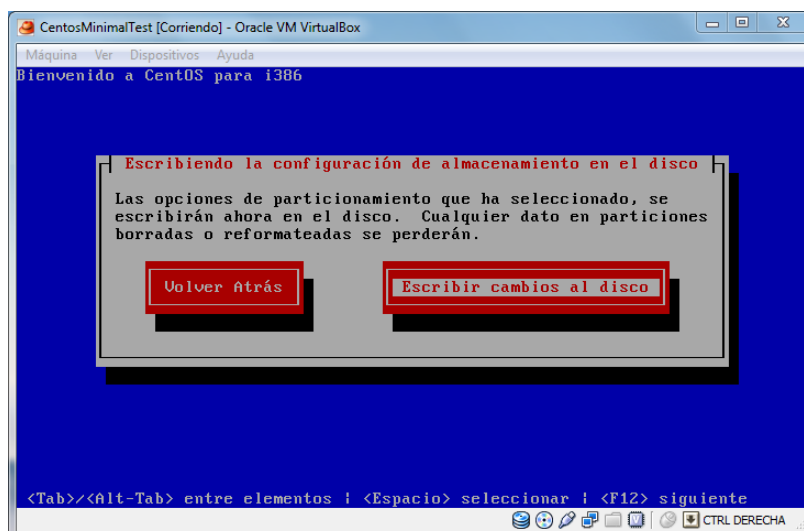 CentosMinimalTest [Corriendo] - Oracle VM VirtualBox
Máquina Ver Dispositivos Ayuda
Bienvenido a CentOS para i386
Escribiendo la configuración de almacenamiento en el disco
Las opciones de particionamiento que ha seleccionado, se
escribirán ahora en el disco. Cualquier dato en particiones
borradas o reformateadas se perderán.
Volver Atrás Escribir cambios al disco
<Tab>/<Alt-Tab> entre elementos | <Espacio> seleccionar | <F12> siguiente
CTRL DERECHA